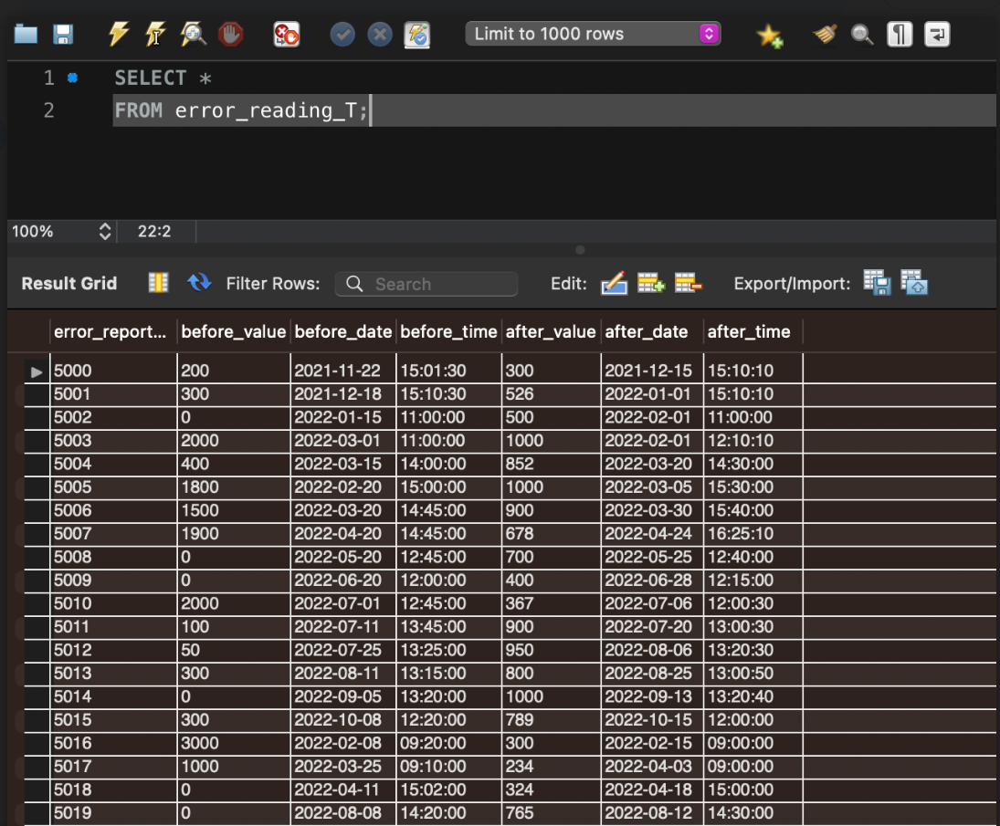 Limit to 1000 rows
1 SELECT *
2 FROM error_reading_T;
100% 22:2
Result Grid Filter Rows: Search Edit: Export/Import:
error_report... before_value before_date before_time after_value after_date after_time
5000 200 2021-11-22 15:01:30 300 2021-12-15 15:10:10
5001 300 2021-12-18 15:10:30 526 2022-01-01 15:10:10
5002 0 2022-01-15 11:00:00 500 2022-02-01 11:00:00
5003 2000 2022-03-01 11:00:00 1000 2022-02-01 12:10:10
5004 400 2022-03-15 14:00:00 852 2022-03-20 14:30:00
5005 1800 2022-02-20 15:00:00 1000 2022-03-05 15:30:00
5006 1500 2022-03-20 14:45:00 900 2022-03-30 15:40:00
5007 1900 2022-04-20 14:45:00 678 2022-04-24 16:25:10
5008 0 2022-05-20 12:45:00 700 2022-05-25 12:40:00
5009 0 2022-06-20 12:00:00 400 2022-06-28 12:15:00
5010 2000 2022-07-01 12:45:00 367 2022-07-06 12:00:30
5011 100 2022-07-11 13:45:00 900 2022-07-20 13:00:30
5012 50 2022-07-25 13:25:00 950 2022-08-06 13:20:30
5013 300 2022-08-11 13:15:00 800 2022-08-25 13:00:50
5014 0 2022-09-05 13:20:00 1000 2022-09-13 13:20:40
5015 300 2022-10-08 12:20:00 789 2022-10-15 12:00:00
5016 3000 2022-02-08 09:20:00 300 2022-02-15 09:00:00
5017 1000 2022-03-25 09:10:00 234 2022-04-03 09:00:00
5018 0 2022-04-11 15:02:00 324 2022-04-18 15:00:00
5019 0 2022-08-08 14:20:00 765 2022-08-12 14:30:00